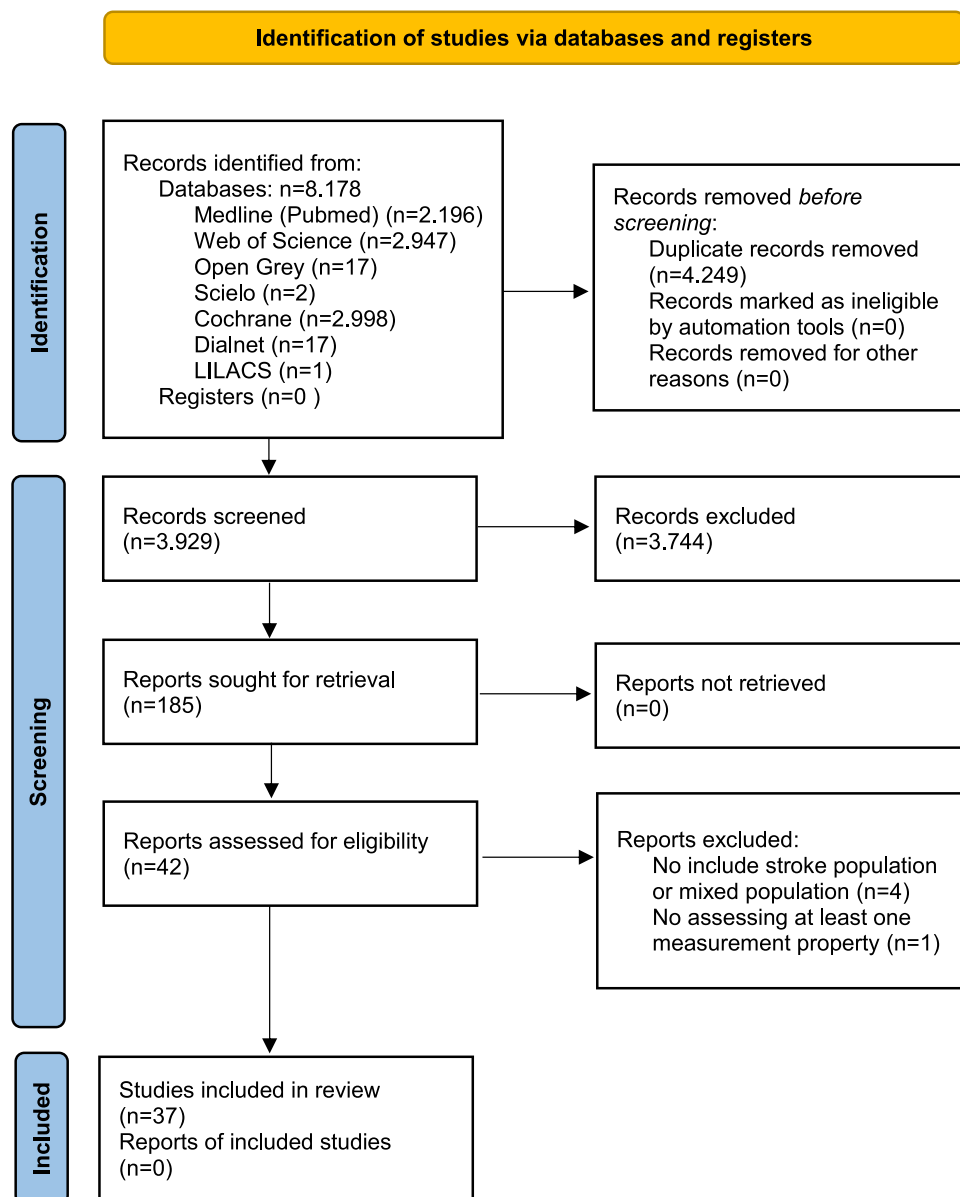 Identification of studies via databases and registers
Identification
Records identified from:
Databases: n=8.178
Medline (Pubmed) (n=2.196)
Web of Science (n=2.947)
Open Grey (n=17)
Scielo (n=2)
Cochrane (n=2.998)
Dialnet (n=17)
LILACS (n=1)
Registers (n=0 )
Records removed before
screening:
Duplicate records removed
(n=4.249)
Records marked as ineligible
by automation tools (n=0)
Records removed for other
reasons (n=0)
Screening
Records screened
(n=3.929)
Records excluded
(n=3.744)
Reports sought for retrieval
(n=185)
Reports not retrieved
(n=0)
Reports assessed for eligibility
(n=42)
Reports excluded:
No include stroke population
or mixed population (n=4)
No assessing at least one
measurement property (n=1)
Included
Studies included in review
(n=37)
Reports of included studies
(n=0)